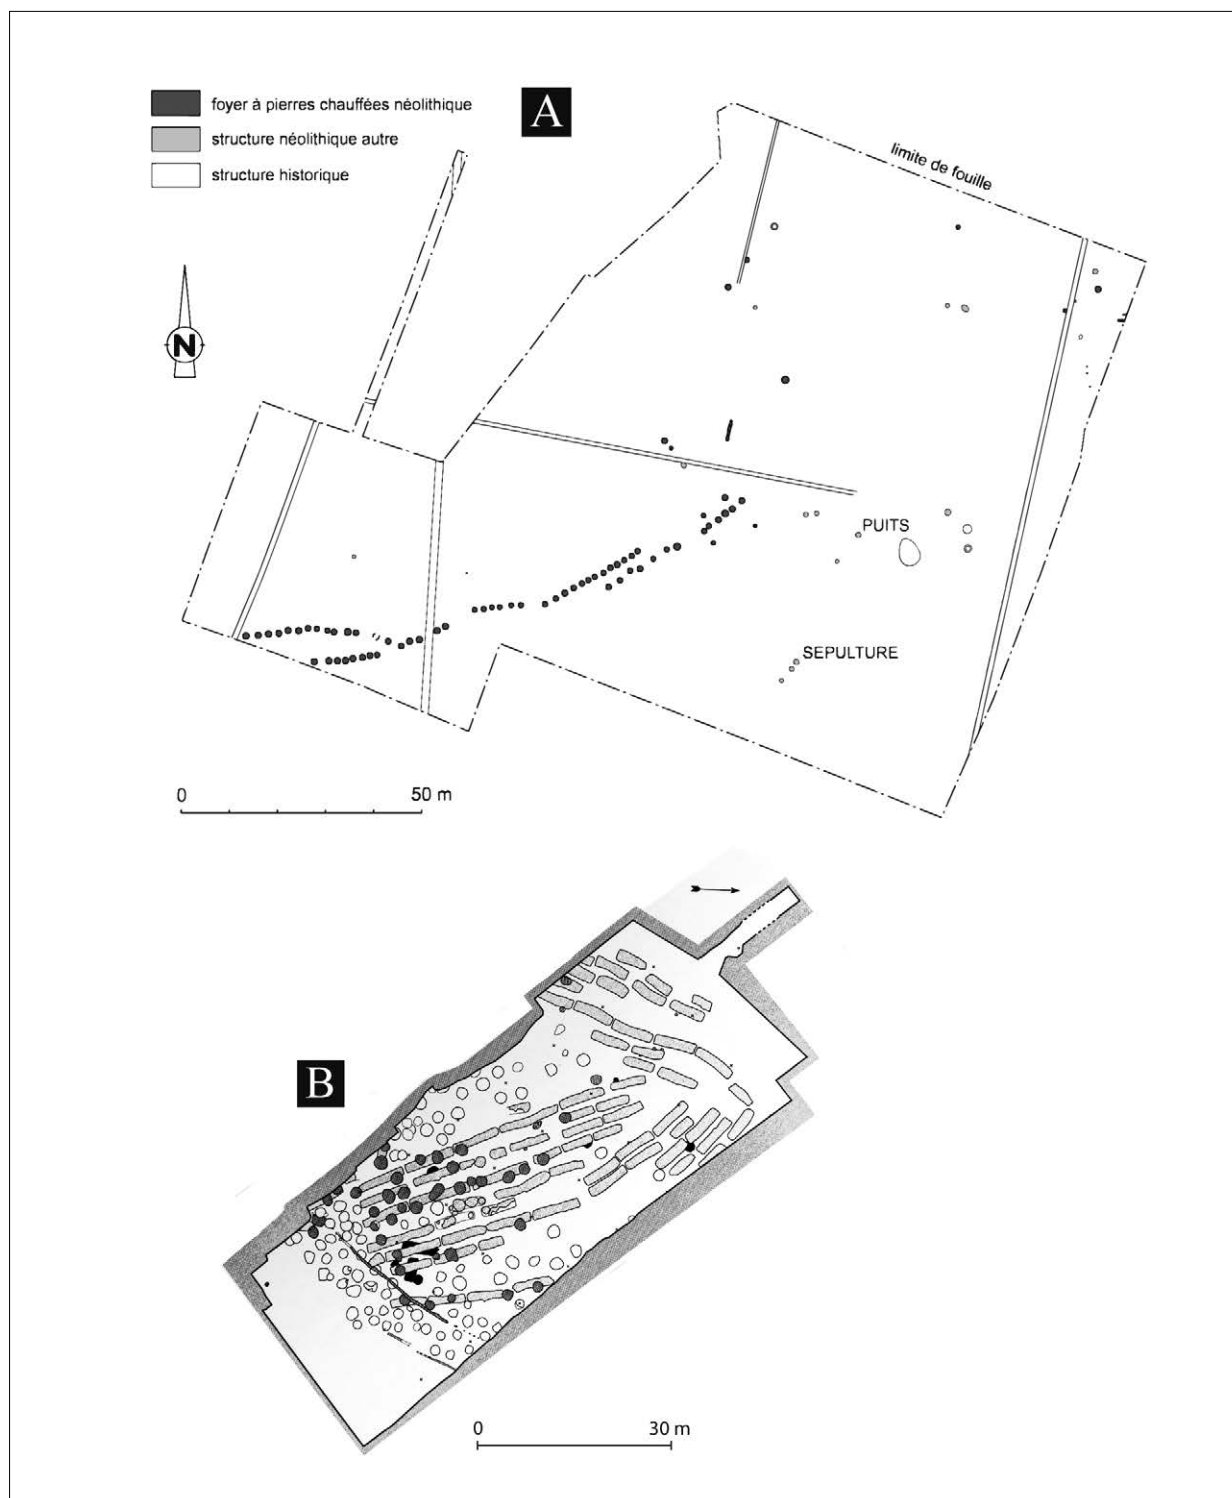 A
foyer à pierres chauffées néolithique
structure néolithique autre
structure historique
limite de fouille
N
PUITS
SEPULTURE
0 50 m
B
0 30 m